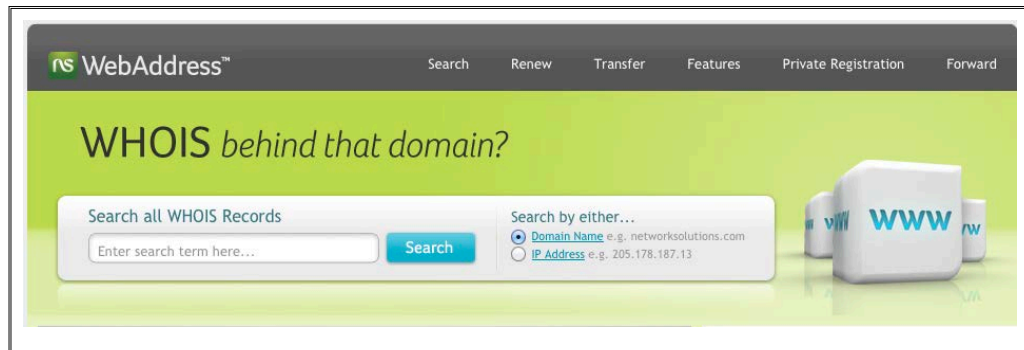 ns WebAddress™ Search Renew Transfer Features Private Registration Forward
WHOIS behind that domain?
Search all WHOIS Records
Enter search term here...
Search
Search by either...
Domain Name e.g. networksolutions.com
IP Address e.g. 205.178.187.13
WWW